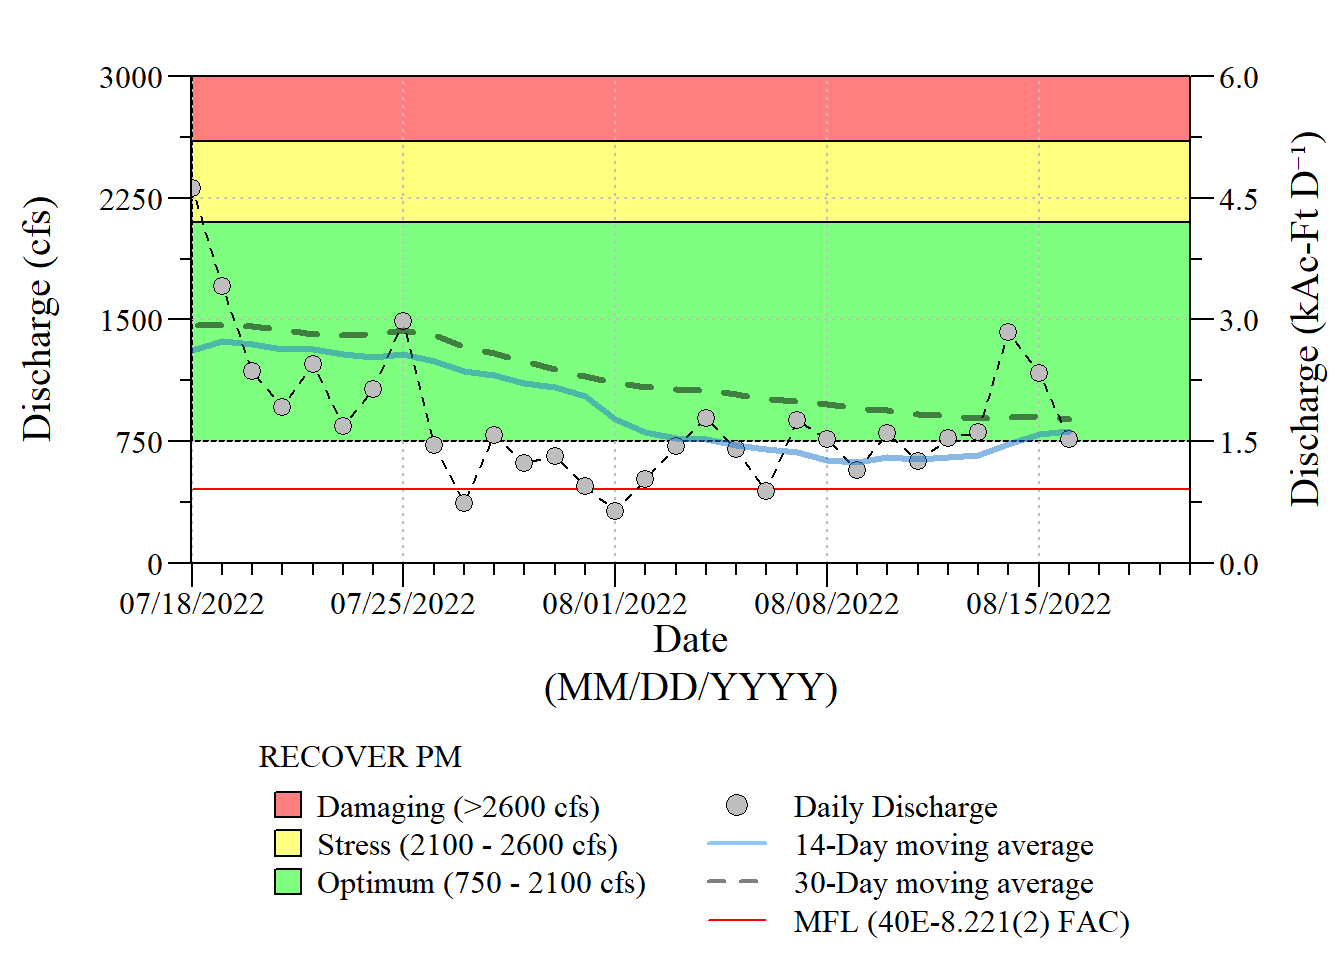 3000
2250
1500
750
0
Discharge (cfs)
6.0
4.5
3.0
1.5
0.0
Discharge (kAc-Ft D⁻¹)
07/18/2022 07/25/2022 08/01/2022 08/08/2022 08/15/2022
Date
(MM/DD/YYYY)
RECOVER PM
Damaging (>2600 cfs)
Stress (2100 - 2600 cfs)
Optimum (750 - 2100 cfs)
Daily Discharge
14-Day moving average
30-Day moving average
MFL (40E-8.221(2) FAC)